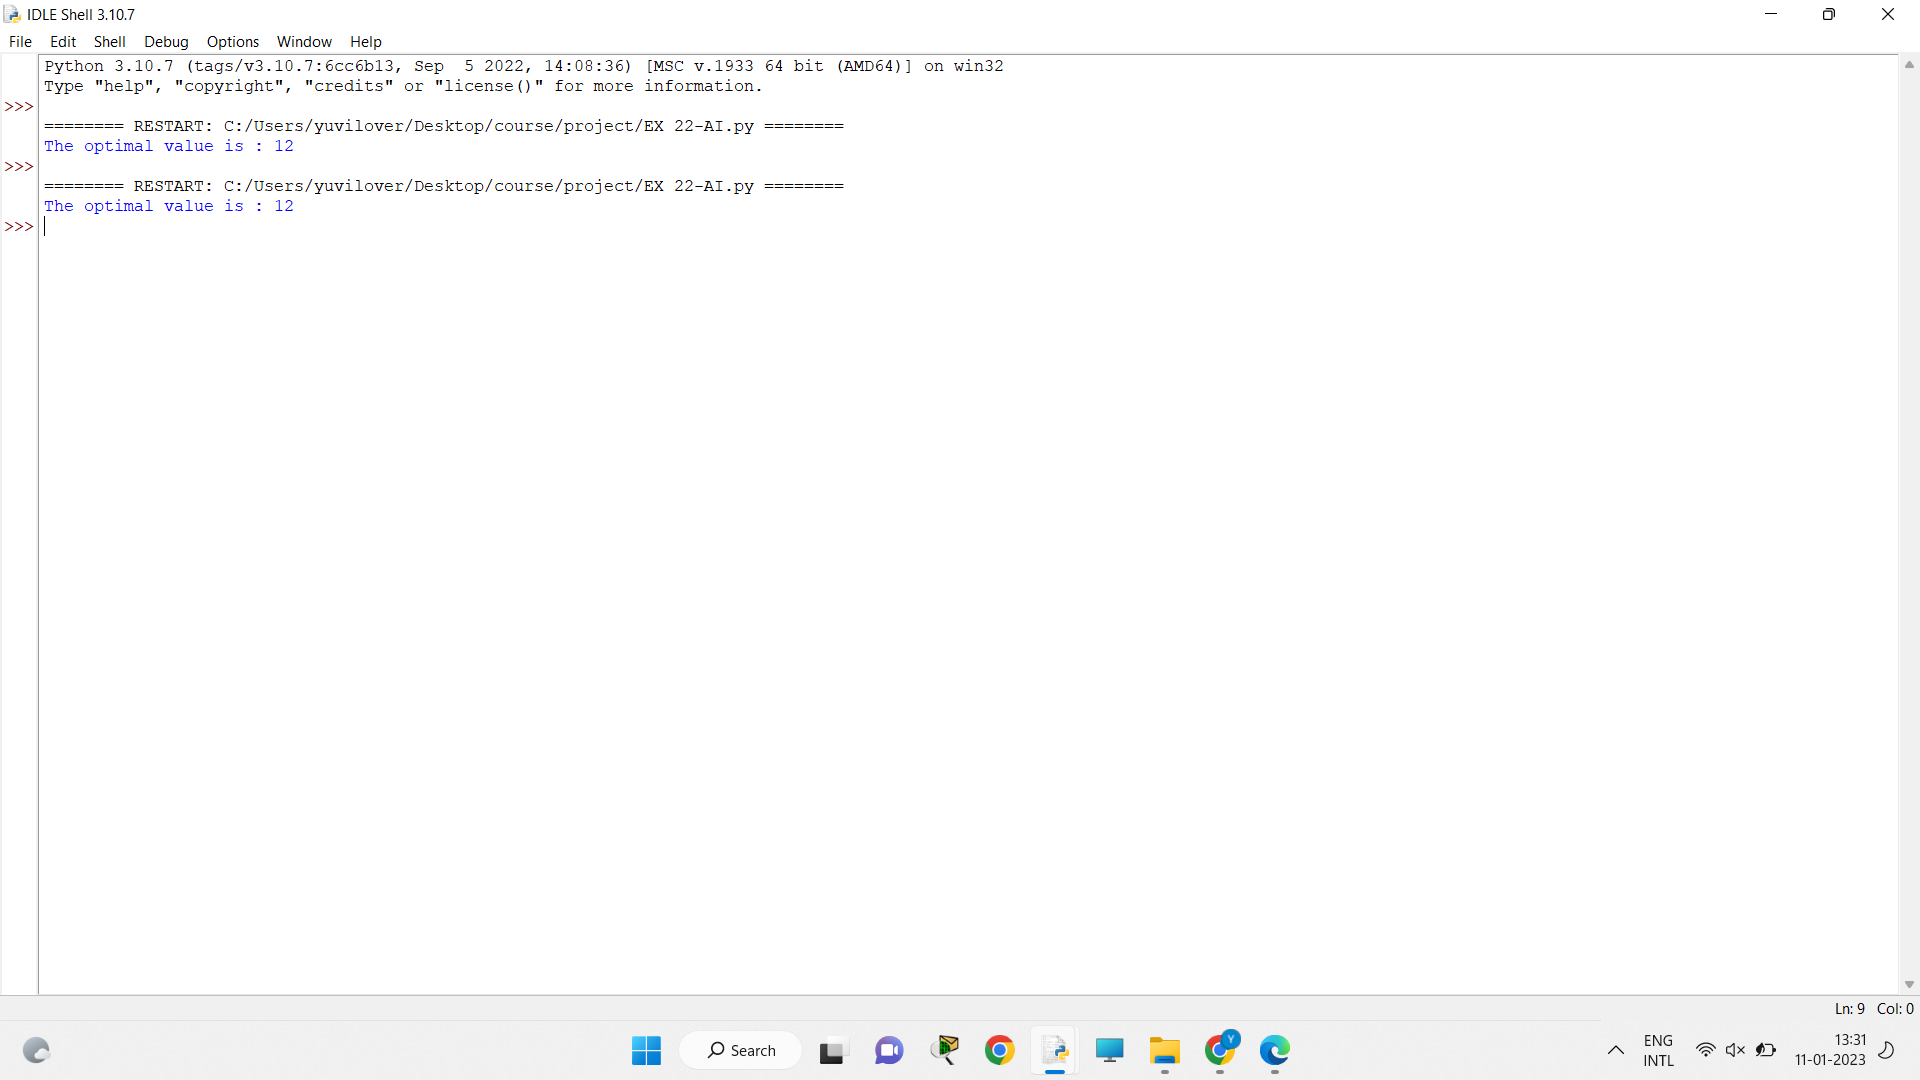 IDLE Shell 3.10.7
File Edit Shell Debug Options Window Help
Python 3.10.7 (tags/v3.10.7:6cc6b13, Sep  5 2022, 14:08:36) [MSC v.1933 64 bit (AMD64)] on win32
Type "help", "copyright", "credits" or "license()" for more information.
>>>
======== RESTART: C:/Users/yuvilover/Desktop/course/project/EX 22-AI.py ========
The optimal value is : 12
>>>
======== RESTART: C:/Users/yuvilover/Desktop/course/project/EX 22-AI.py ========
The optimal value is : 12
>>>
Ln: 9 Col: 0
Search
Y
ENG
INTL
13:31
11-01-2023